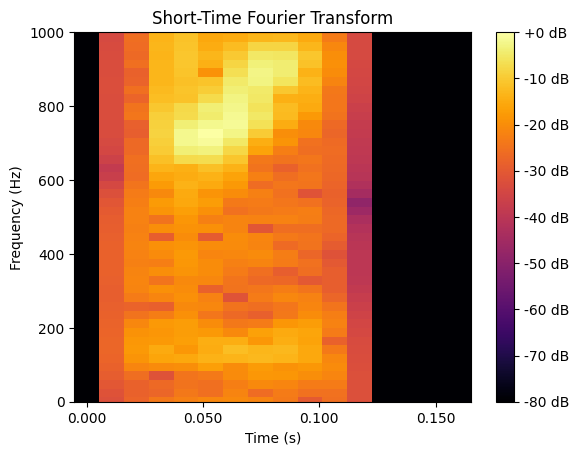 Short-Time Fourier Transform
1000
800
600
400
200
0
Frequency (Hz)
0.000
0.050
0.100
0.150
Time (s)
+0 dB
-10 dB
-20 dB
-30 dB
-40 dB
-50 dB
-60 dB
-70 dB
-80 dB